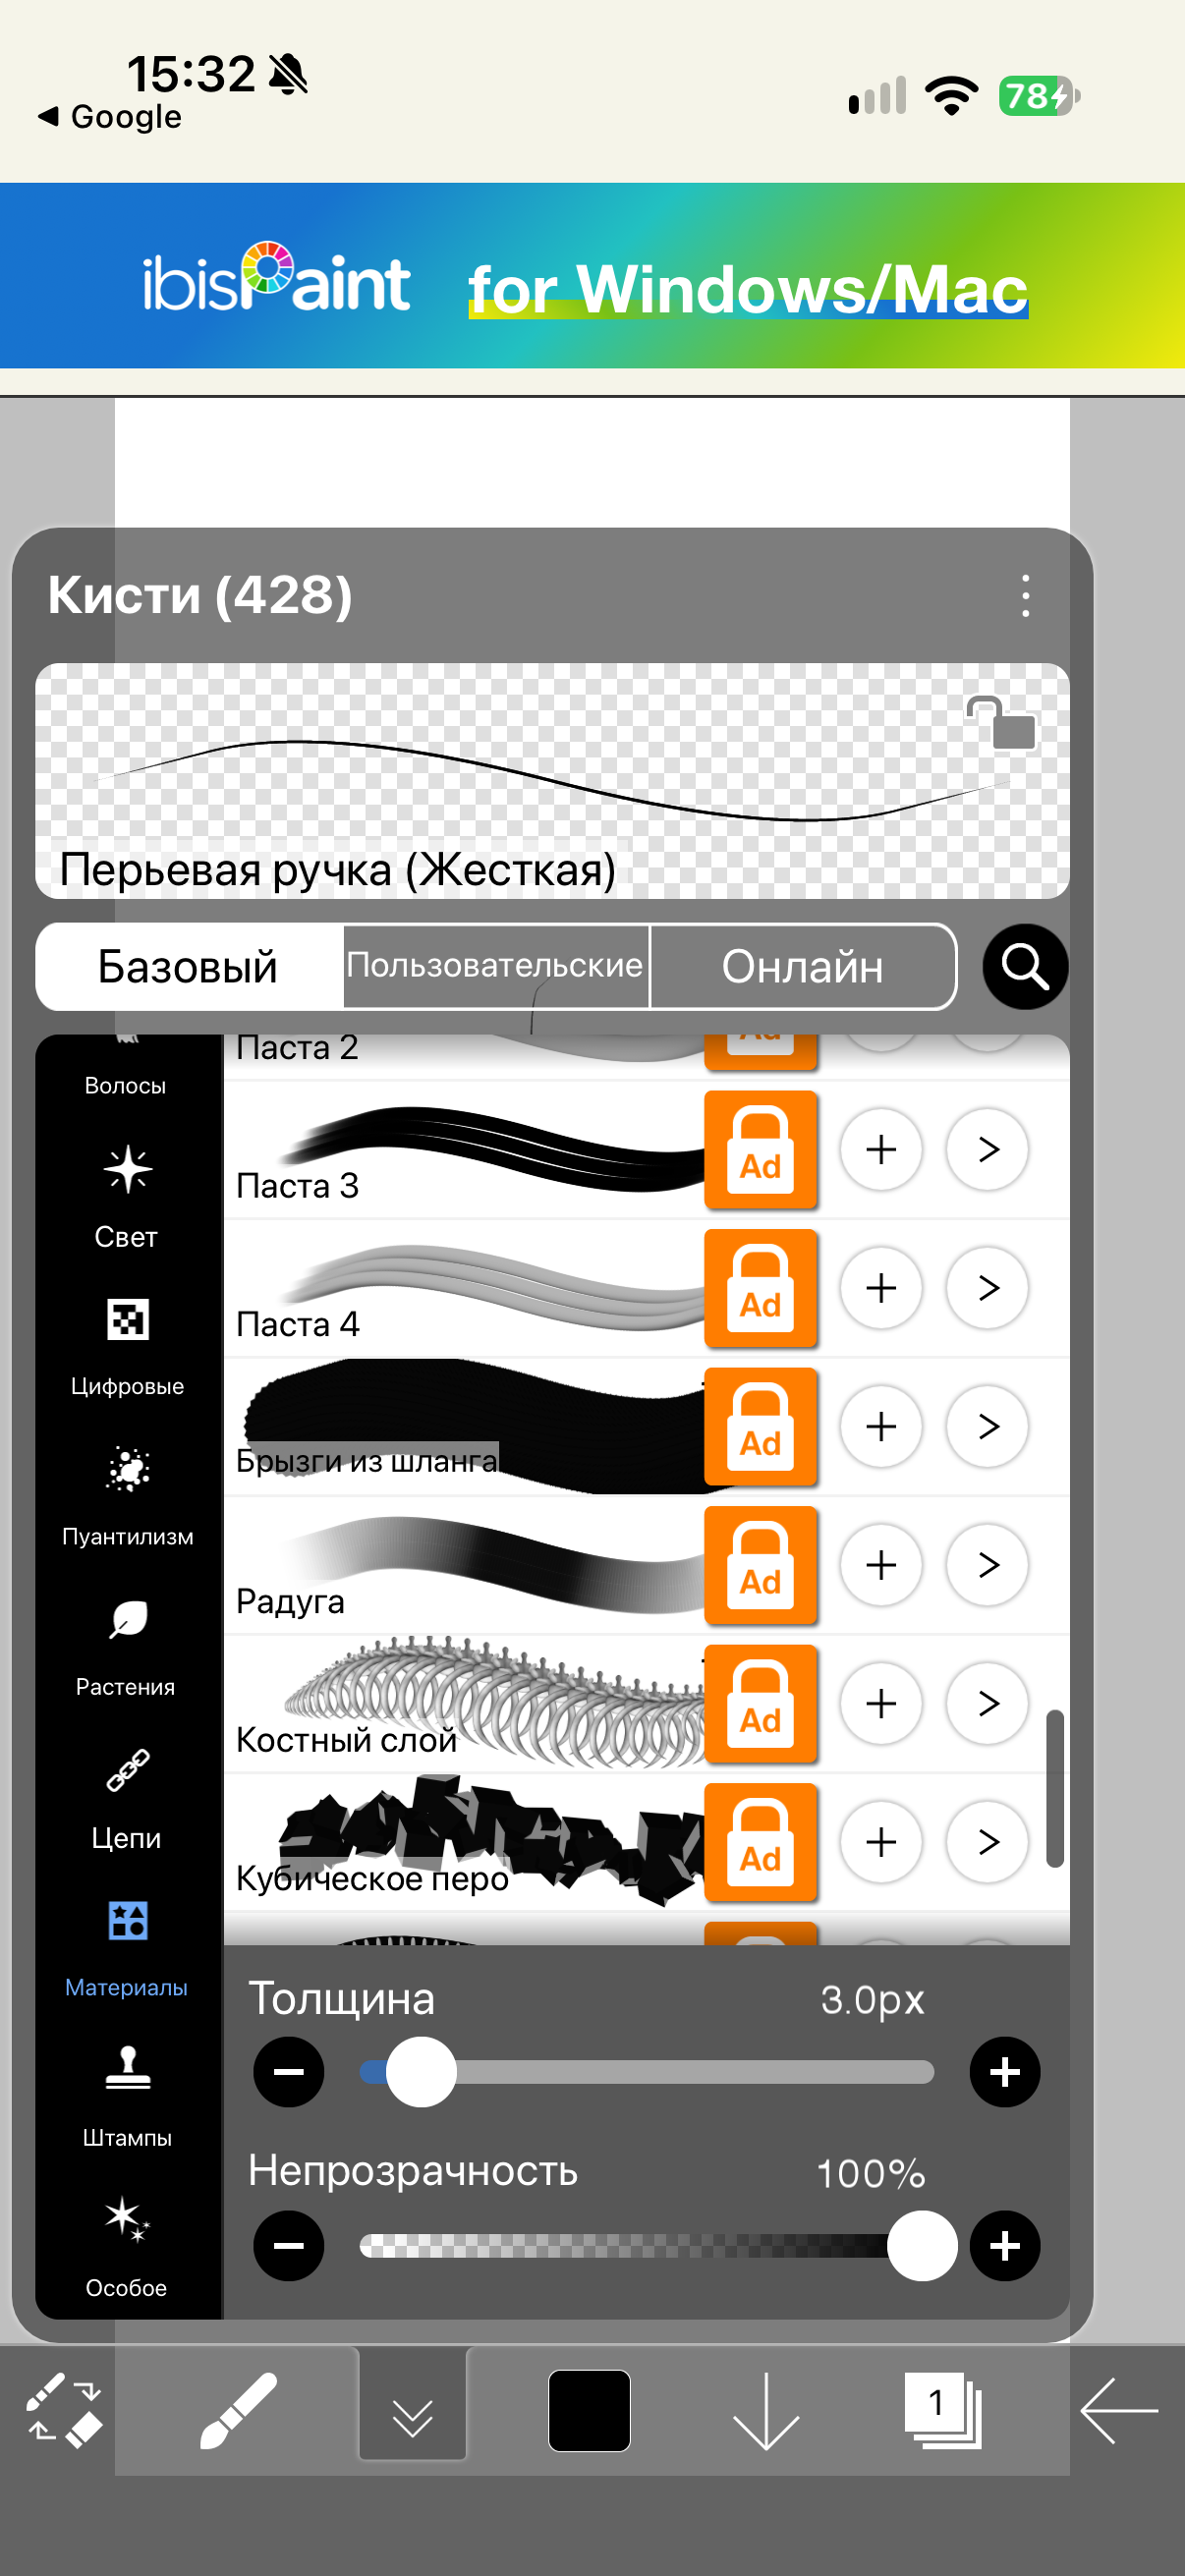 15:32
Google
78
ibisPaint for Windows/Mac
Кисти (428)
Перьевая ручка (Жесткая)
Базовый
Пользовательские
Онлайн
Волосы
Свет
Цифровые
Пуантилизм
Растения
Цепи
Материалы
Штампы
Особое
Паста 2
Ad
Паста 3
Ad
Паста 4
Ad
Брызги из шланга
Ad
Радуга
Ad
Костный слой
Ad
Кубическое перо
Ad
Толщина
3.0px
Непрозрачность
100%
1